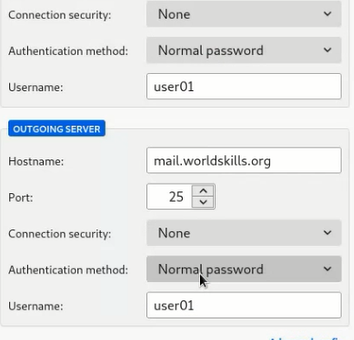 Connection security: None
Authentication method: Normal password
Username: user01
OUTGOING SERVER
Hostname: mail.worldskills.org
Port: 25
Connection security: None
Authentication method: Normal password
Username: user01